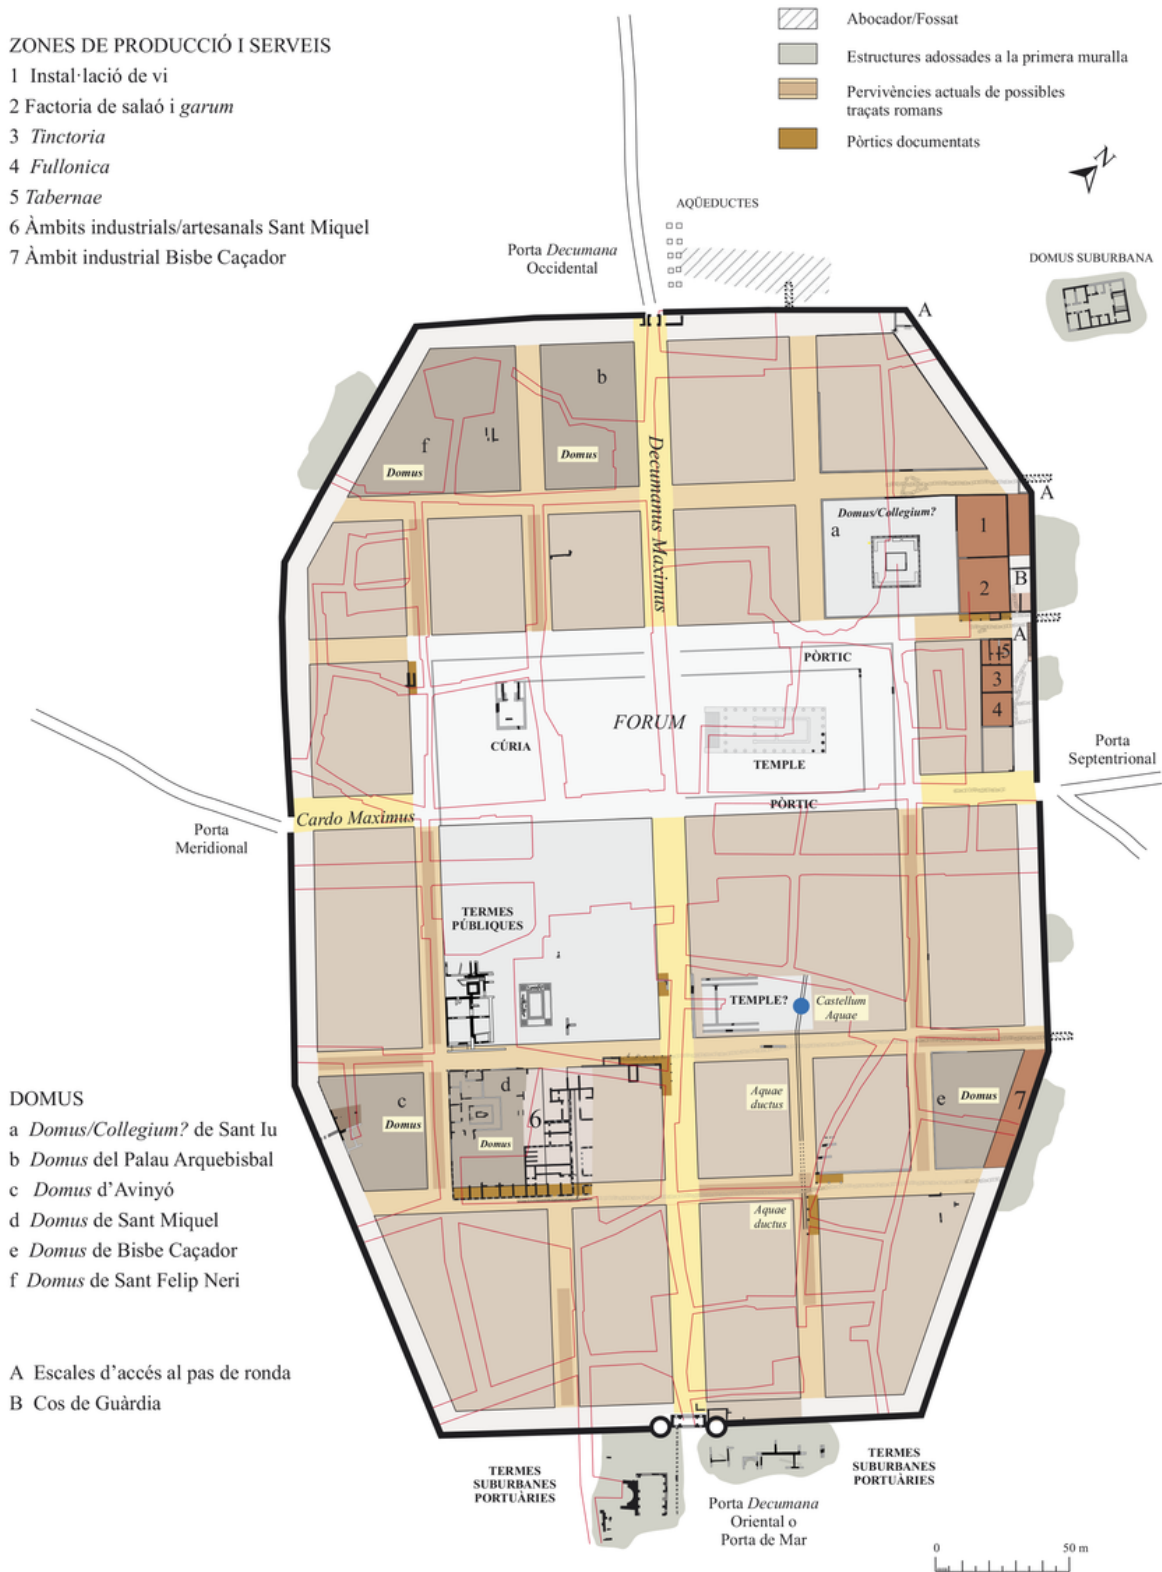 ZONES DE PRODUCCIÓ I SERVEIS
1 Instal·lació de vi
2 Factoria de salaó i garum
3 Tinctoria
4 Fullonica
5 Tabernae
6 Àmbits industrials/artesanals Sant Miquel
7 Àmbit industrial Bisbe Caçador
Abocador/Fossat
Estructures adossades a la primera muralla
Pervivències actuals de possibles
traçats romans
Pòrtics documentats
N
AQÜEDUCTES
Porta Decumana
Occidental
DOMUS SUBURBANA
A
b
f
Domus
Domus
Decumanus Maximus
A
Domus/Collegium?
a
1
2
B
A
PÒRTIC
5
3
4
FORUM
CÚRIA
TEMPLE
Porta
Septentrional
PÒRTIC
Cardo Maximus
Porta
Meridional
TERMES
PÚBLIQUES
TEMPLE?
Castellum
Aquae
d
c
Domus
6
Domus
Aquae
ductus
e
Domus
7
Aquae
ductus
DOMUS
a Domus/Collegium? de Sant Iu
b Domus del Palau Arquebisbal
c Domus d'Avinyó
d Domus de Sant Miquel
e Domus de Bisbe Caçador
f Domus de Sant Felip Neri
A Escales d'accés al pas de ronda
B Cos de Guàrdia
TERMES
SUBURBANES
PORTUÀRIES
TERMES
SUBURBANES
PORTUÀRIES
Porta Decumana
Oriental o
Porta de Mar
0
50 m